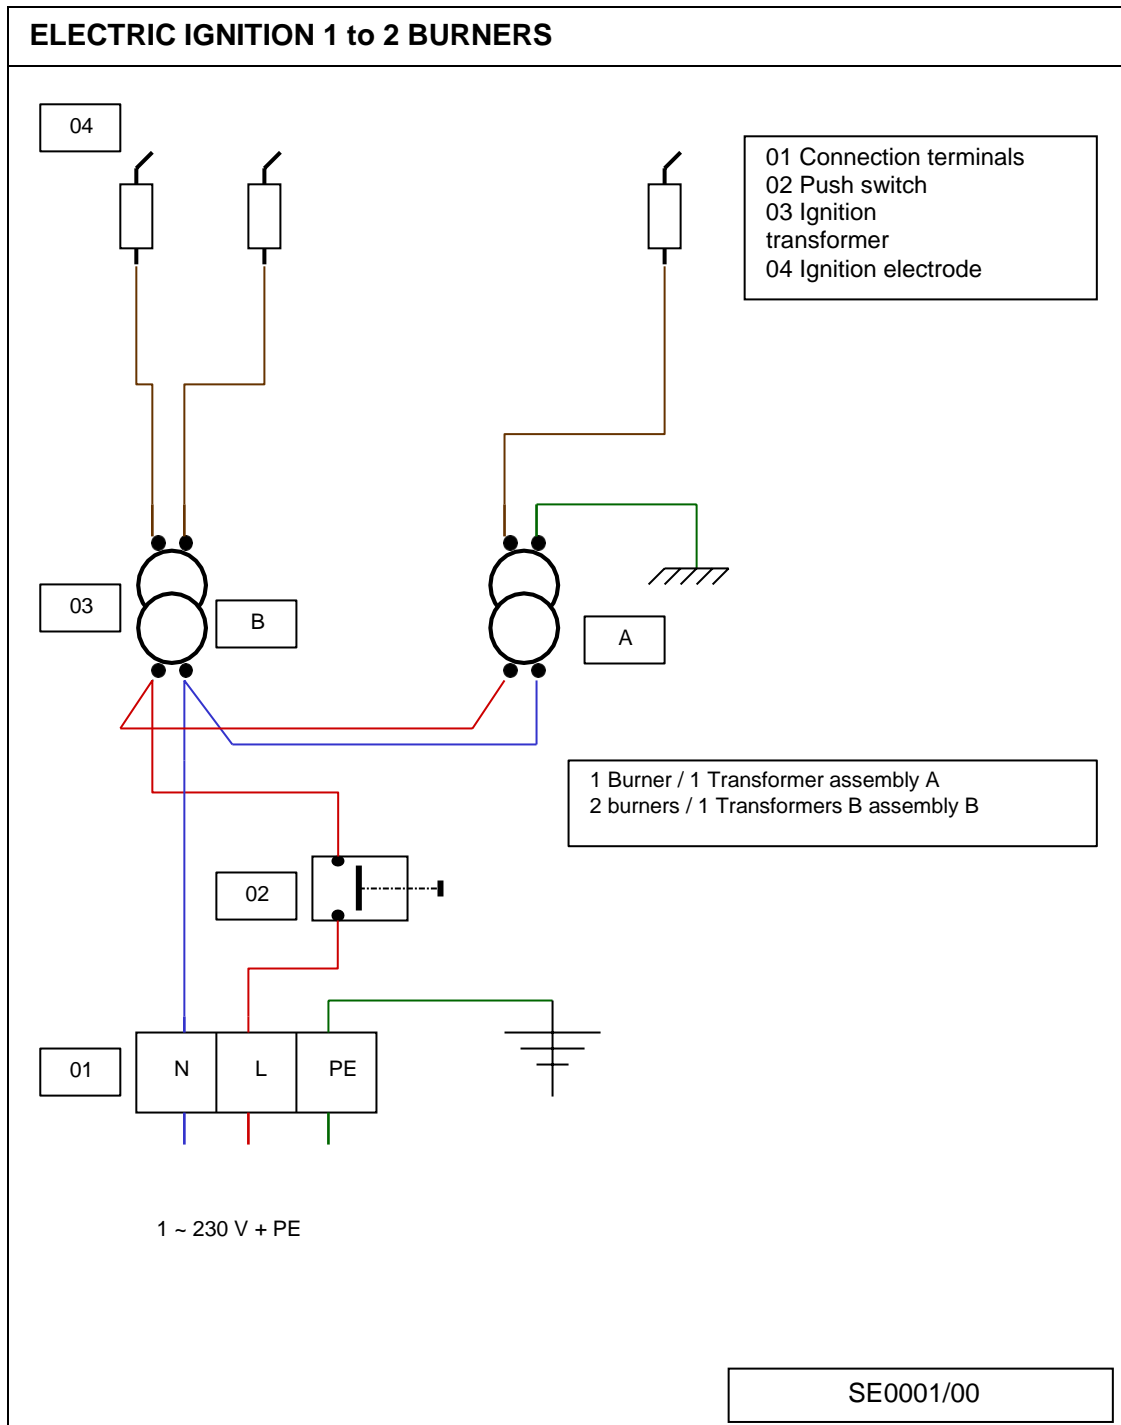 ELECTRIC IGNITION 1 to 2 BURNERS
04
01 Connection terminals
02 Push switch
03 Ignition
transformer
04 Ignition electrode
03
B
A
1 Burner / 1 Transformer assembly A
2 burners / 1 Transformers B assembly B
02
01
N
L
PE
1 ~ 230 V + PE
SE0001/00